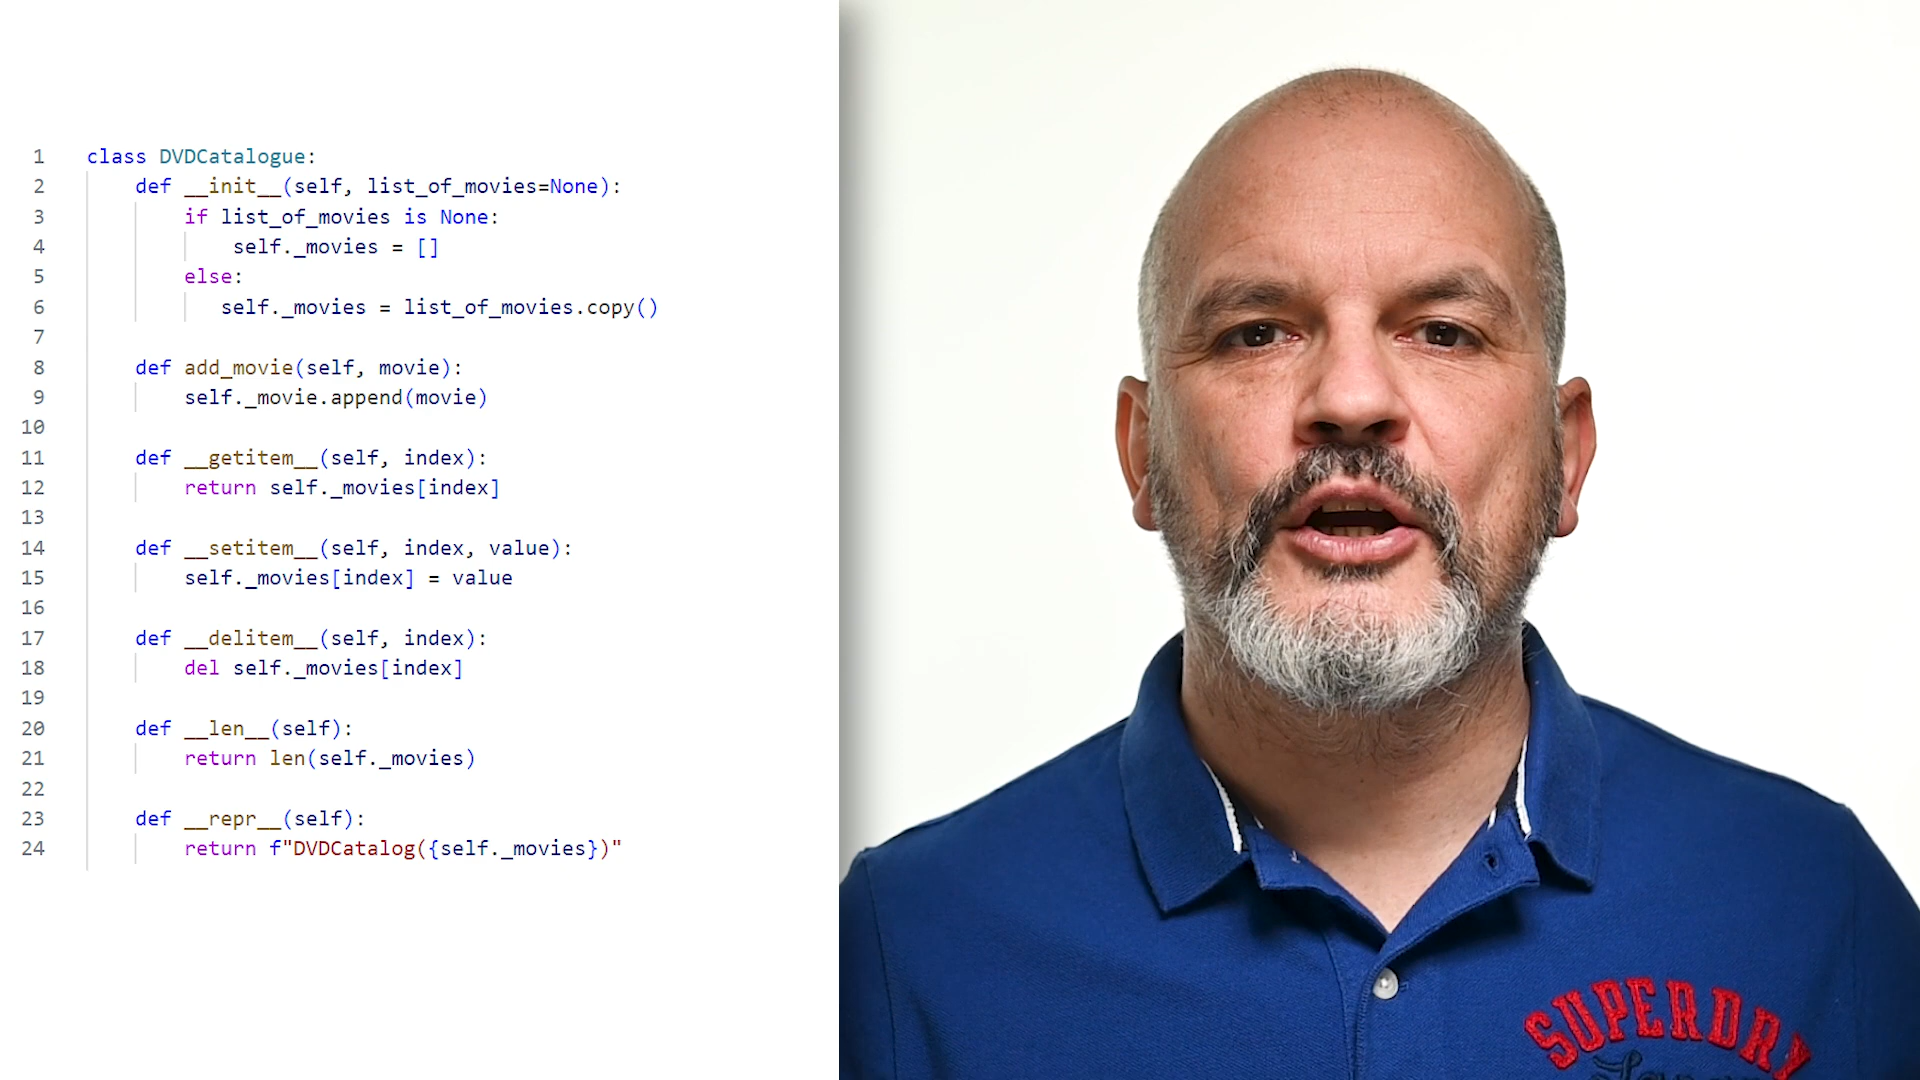 1 class DVDCatalogue:
2 def __init__(self, list_of_movies=None):
3 if list_of_movies is None:
4 self._movies = []
5 else:
6 self._movies = list_of_movies.copy()
7
8 def add_movie(self, movie):
9 self._movie.append(movie)
10
11 def __getitem__(self, index):
12 return self._movies[index]
13
14 def __setitem__(self, index, value):
15 self._movies[index] = value
16
17 def __delitem__(self, index):
18 del self._movies[index]
19
20 def __len__(self):
21 return len(self._movies)
22
23 def __repr__(self):
24 return f"DVDCatalog({self._movies})"
SUPERDRY